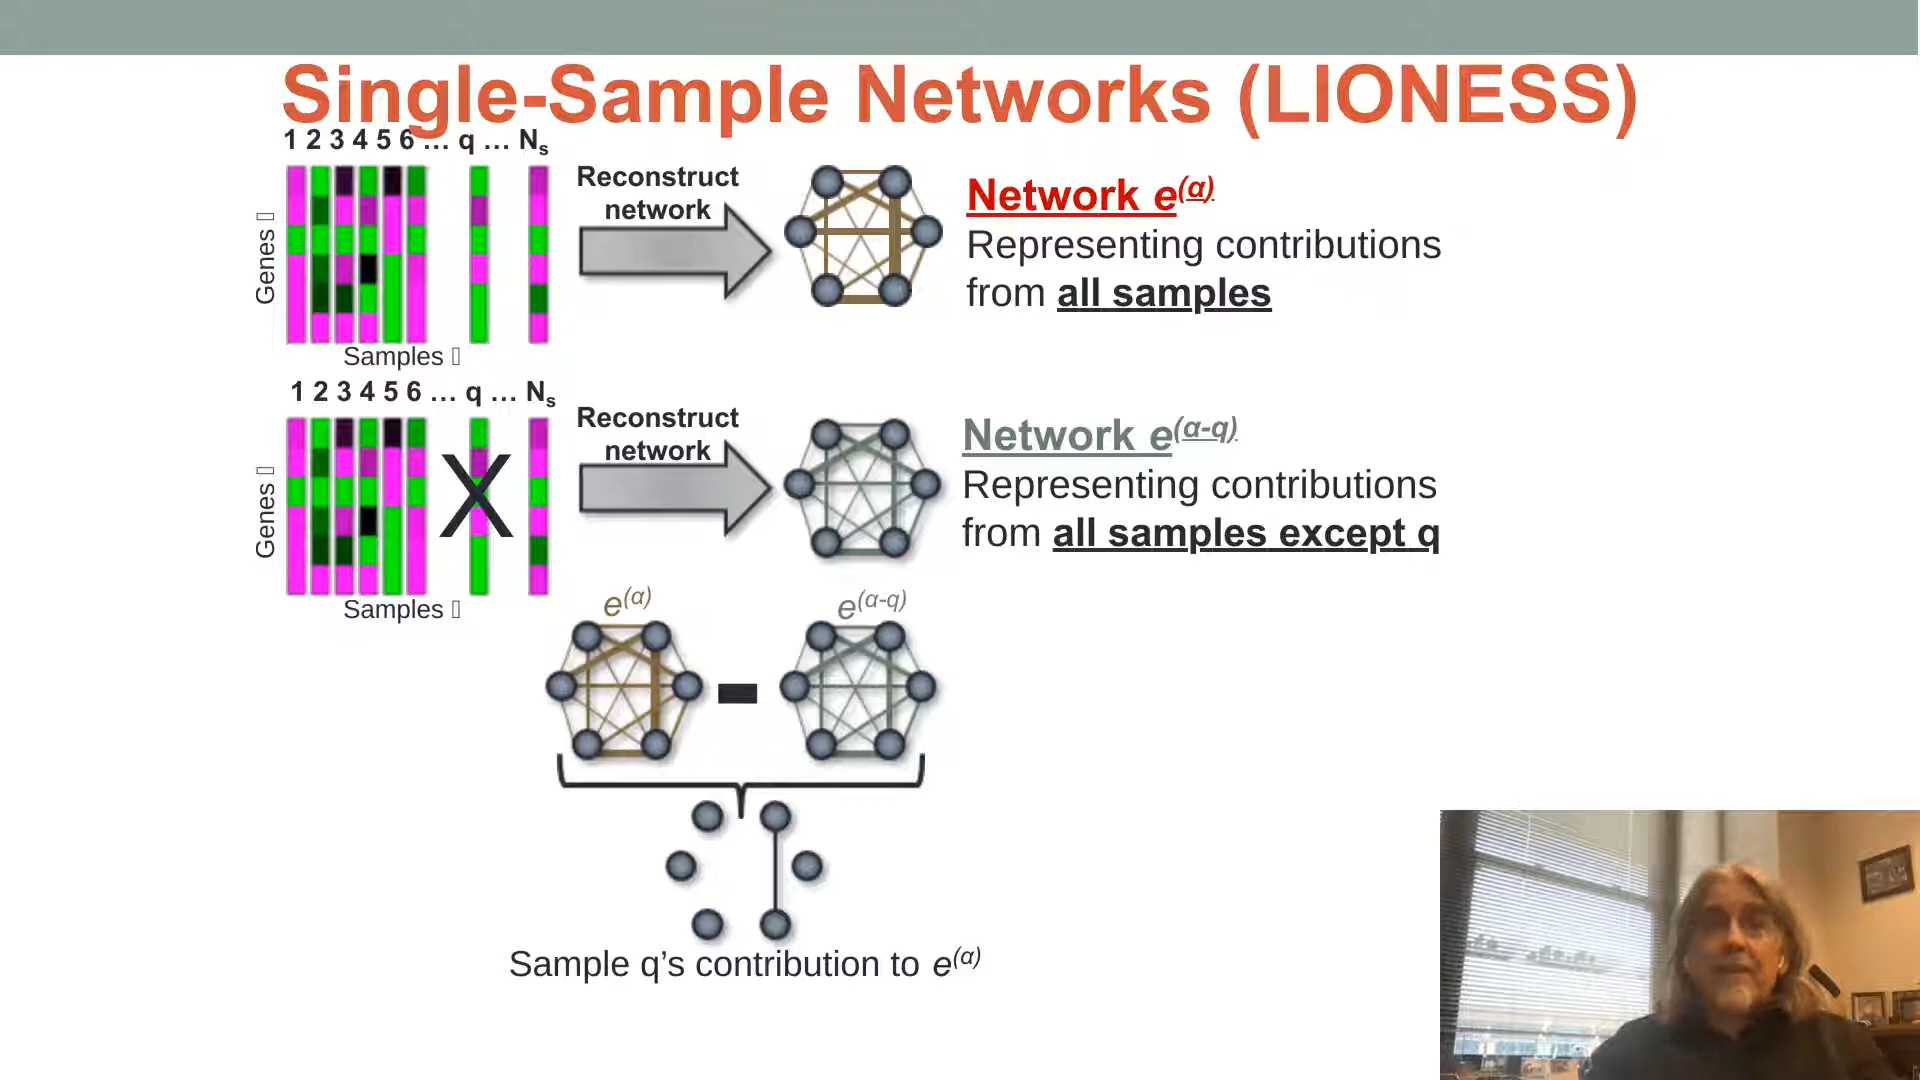 Single-Sample Networks (LIONESS)
1 2 3 4 5 6 … q … Ns
Genes
Samples
Reconstruct
network
Network e(α)
Representing contributions
from all samples
1 2 3 4 5 6 … q … Ns
Genes
Samples
X
Reconstruct
network
Network e(α-q)
Representing contributions
from all samples except q
e(α)
-
e(α-q)
Sample q’s contribution to e(α)